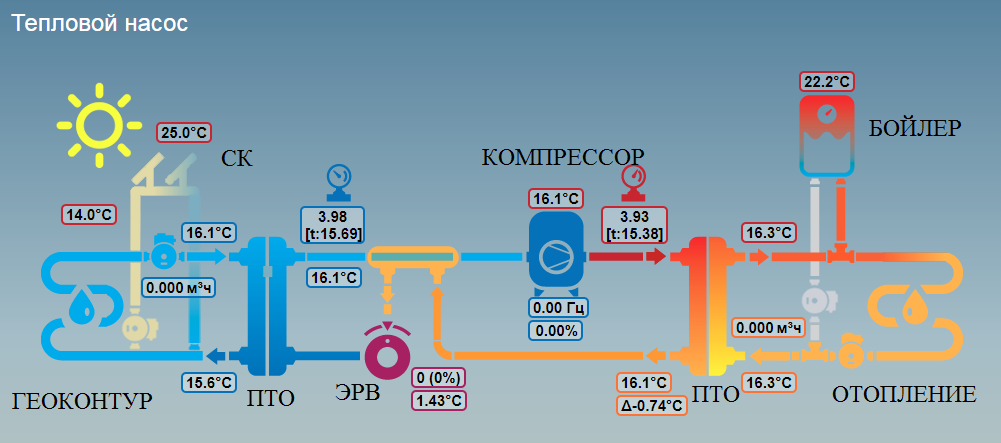 Тепловой насос
22.2°C
БОЙЛЕР
25.0°C
СК
КОМПРЕССОР
14.0°C
16.1°C
3.98
[t:15.69]
16.1°C
16.1°C
3.93
[t:15.38]
16.3°C
0.000 м³ч
0.00 Гц
0.00%
0.000 м³ч
15.6°C
ГЕОКОНТУР
ПТО
ЭРВ
0 (0%)
1.43°C
16.1°C
Δ-0.74°C
ПТО
16.3°C
ОТОПЛЕНИЕ